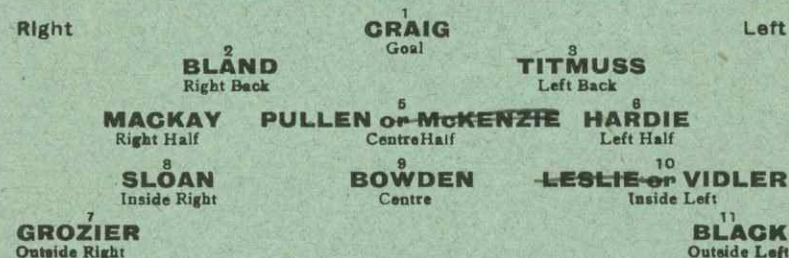 1
Right CRAIG Left
Goal
2 3
BLAND TITMUSS
Right Back Left Back
5 6
MACKAY PULLEN or McKENZIE HARDIE
Right Half CentreHalf Left Half
8 9 10
SLOAN BOWDEN LESLIE or VIDLER
Inside Right Centre Inside Left
7 11
GROZIER BLACK
Outside Right Outside Left